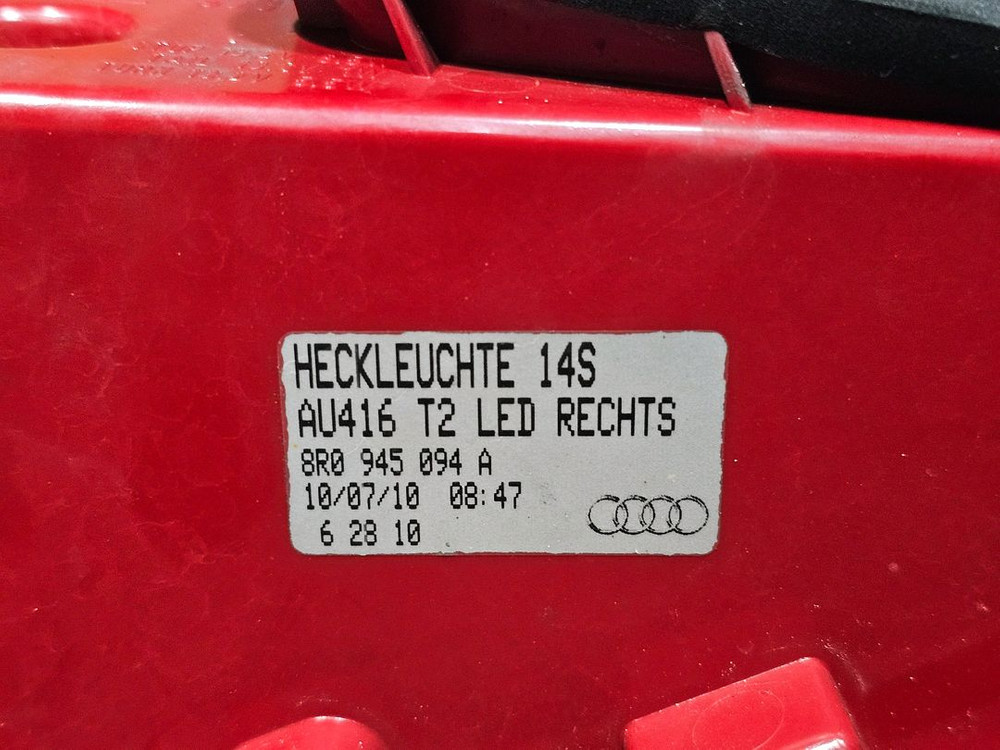 HECKLEUCHTE 14S
AU416 T2 LED RECHTS
8R0 945 094 A
10/07/10 08:47
6 28 10